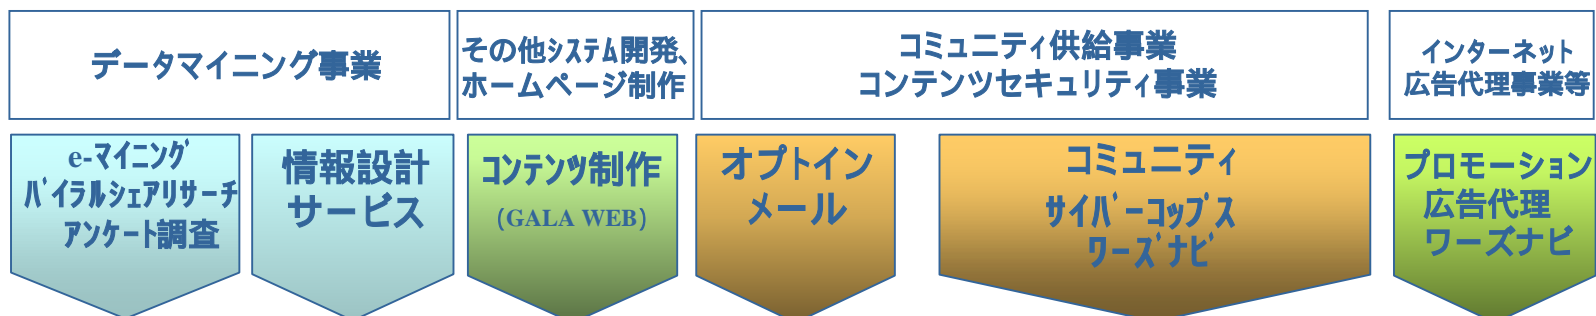 データマイニング事業
その他ｼｽﾃﾑ開発、
ホームページ制作
コミュニティ供給事業
コンテンツセキュリティ事業
インターネット
広告代理事業等
e-マイニング
バイラルシェアリサーチ
アンケート調査
情報設計
サービス
コンテンツ制作
（GALA WEB）
オプトイン
メール
コミュニティ
サイバーコップス
ワーズナビ
プロモーション
広告代理
ワーズナビ